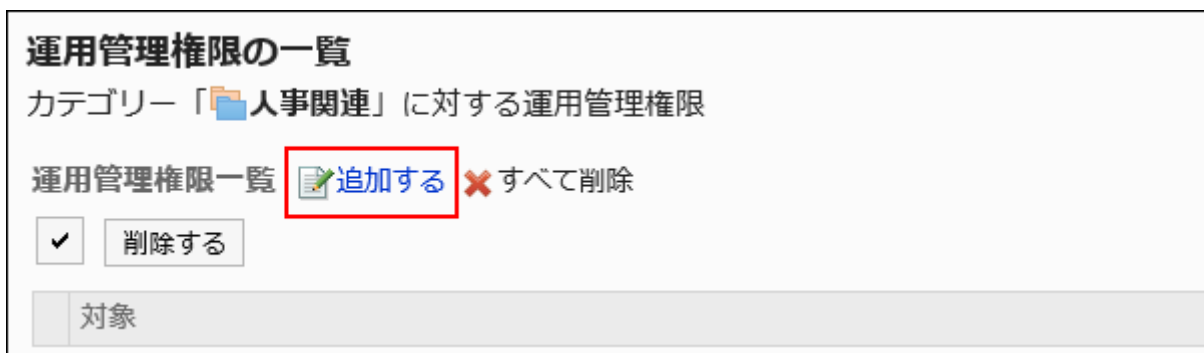 運用管理権限の一覧
カテゴリー「人事関連」に対する運用管理権限
運用管理権限一覧 追加する すべて削除
削除する
対象